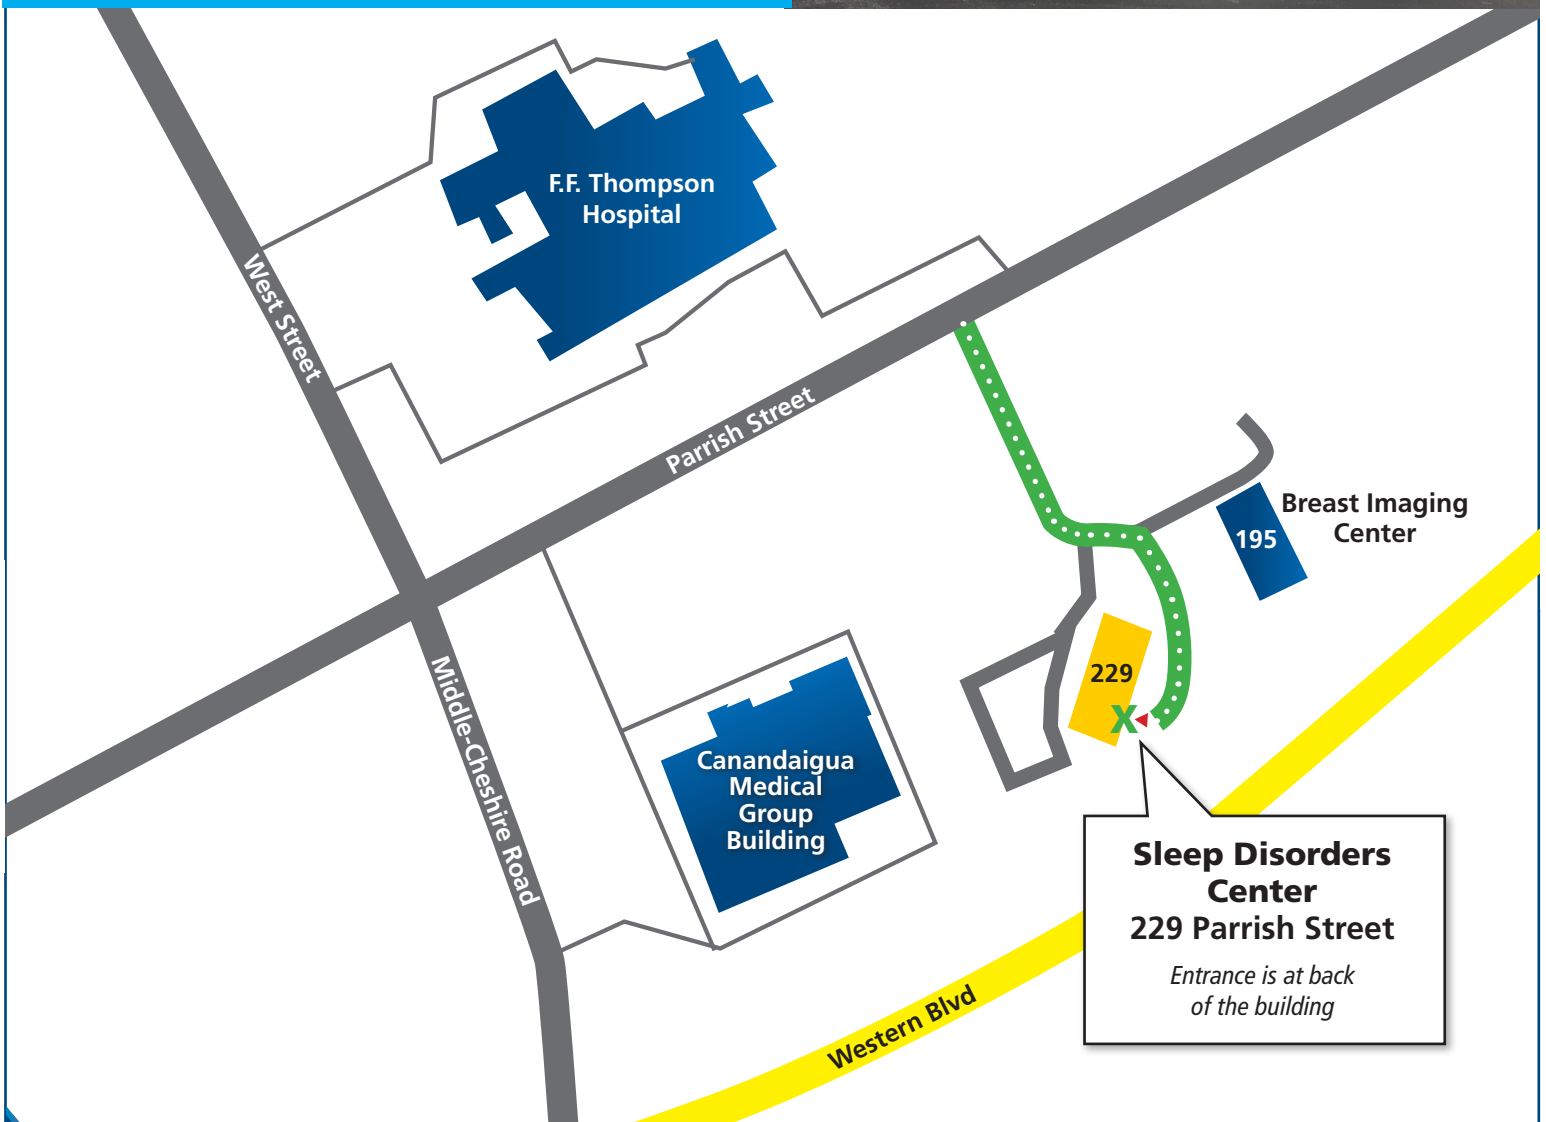 F.F. Thompson
Hospital
West Street
Parrish Street
Breast Imaging
Center
195
229
X
Middle-Cheshire Road
Canandaigua
Medical
Group
Building
Sleep Disorders
Center
229 Parrish Street
Entrance is at back
of the building
Western Blvd